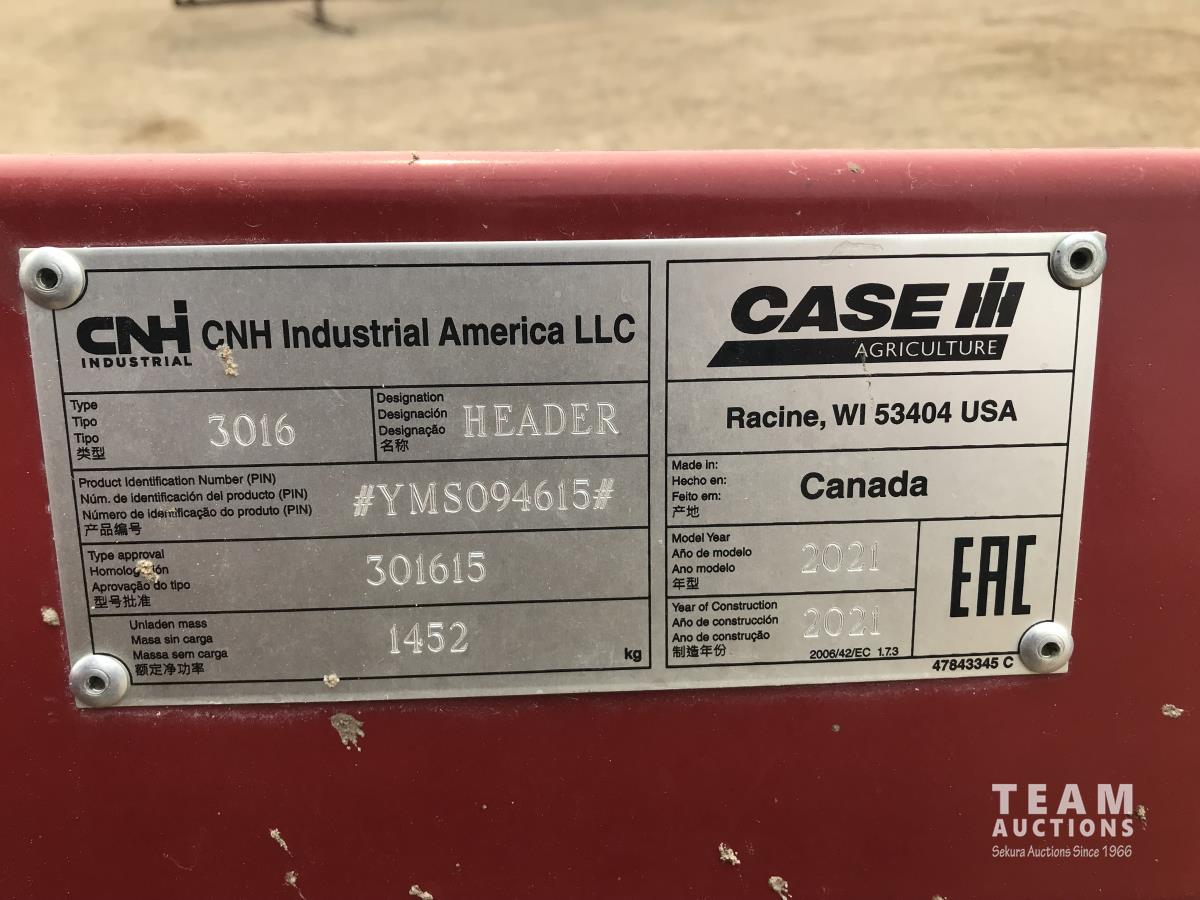 CNH INDUSTRIAL CNH Industrial America LLC
Type
Tipo
Tipo
类型
3016
Designation
Designación
Designação
名称
HEADER
Product Identification Number (PIN)
Núm. de identificación del producto (PIN)
Número de identificação do produto (PIN)
产品编号
#YMS094615#
Type approval
Homologación
Aprovação do tipo
型号批准
301615
Unladen mass
Masa sin carga
Massa sem carga
额定净功率
1452
kg
CASE IH
AGRICULTURE
Racine, WI 53404 USA
Made in:
Hecho en:
Feito em:
产地
Canada
Model Year
Año de modelo
Ano modelo
年型
2021
Year of Construction
Año de construcción
Ano de construção
制造年份
2021
2006/42/EC 1.7.3
EAC
47843345 C
TEAM
AUCTIONS
Sekura Auctions Since 1966